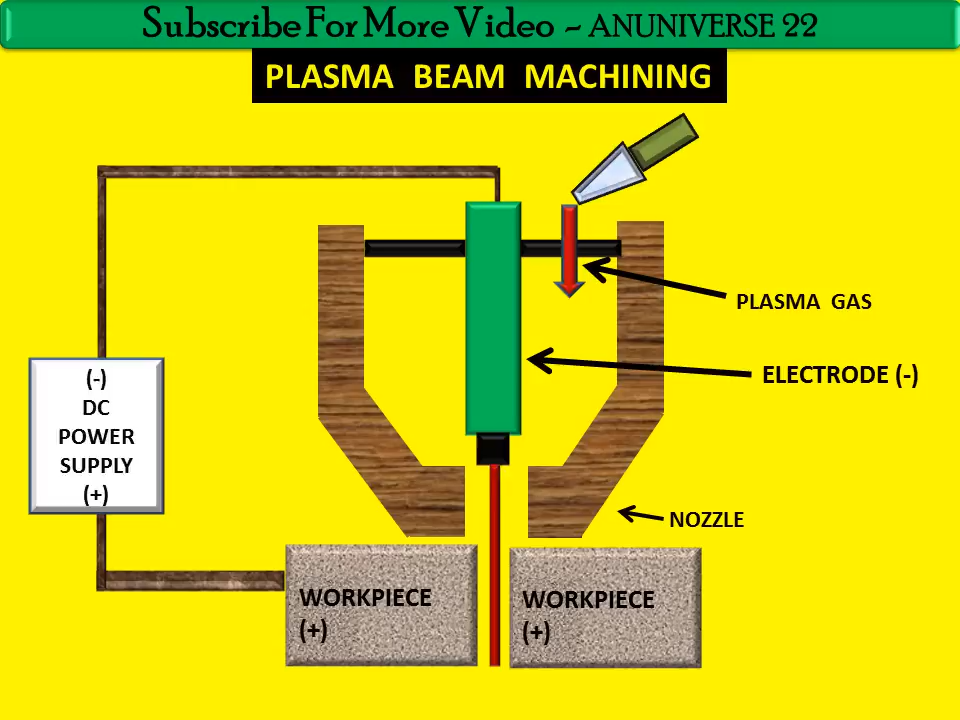 Subscribe For More Video - ANUNIVERSE 22
PLASMA BEAM MACHINING
PLASMA GAS
ELECTRODE (-)
(-)
DC
POWER
SUPPLY
(+)
NOZZLE
WORKPIECE
(+)
WORKPIECE
(+)